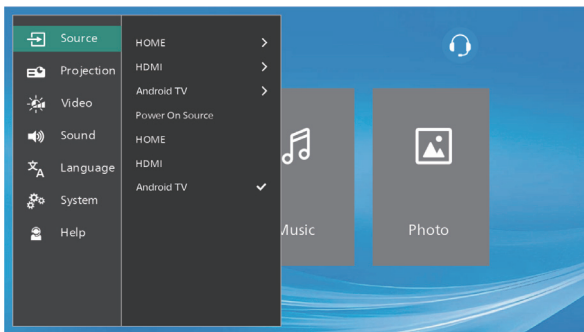 Source
Projection
Video
Sound
Language
System
Help
HOME
HDMI
Android TV
Power On Source
HOME
HDMI
Android TV
Music
Photo